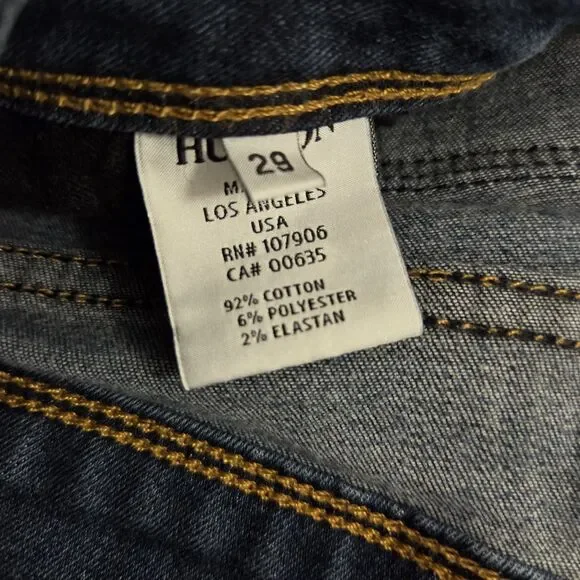 29
LOS ANGELES
USA
RN# 107906
CA# 00635
92% COTTON
6% POLYESTER
2% ELASTAN